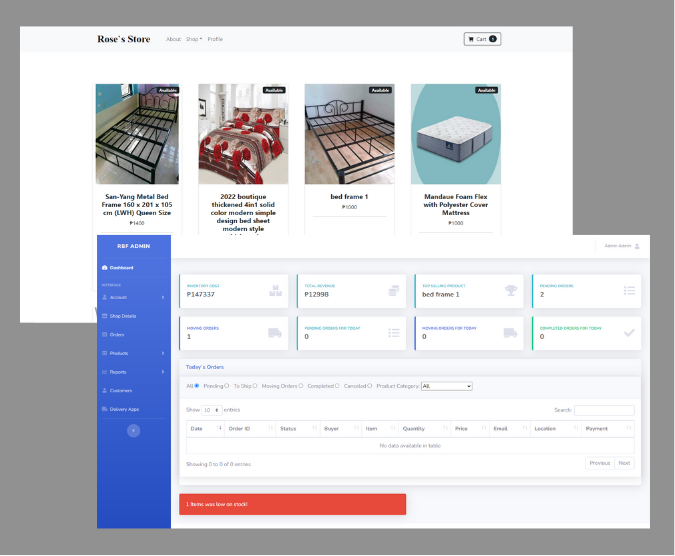 Rose`s Store
About Shop Profile
Cart
Available
Available
Available
Available
San-Yang Metal Bed
Frame 160 x 201 x 105
cm (LWH) Queen Size
₱1400
2022 boutique
thickened 4in1 solid
color modern simple
design bed sheet
modern style
bed frame 1
₱1000
Mandaue Foam Flex
with Polyester Cover
Mattress
₱1000
RBF ADMIN
Admin Admin
Dashboard
INTERFACE
Account
Shop Details
Orders
Products
Reports
Customers
Delivery Apps
INVENTORY COST
₱147337
TOTAL REVENUE
₱12998
TOP SELLING PRODUCT
bed frame 1
PENDING ORDERS
2
MOVING ORDERS
1
PENDING ORDERS FOR TODAY
0
MOVING ORDERS FOR TODAY
0
COMPLETED ORDERS FOR TODAY
0
Today's Orders
All Pending To Ship Moving Orders Completed Canceled Product Category: All
Show 10 entries
Search:
Date Order ID Status Buyer Item Quantity Price Email Location Payment
No data available in table
Showing 0 to 0 of 0 entries
Previous Next
1 Items was low on stock!